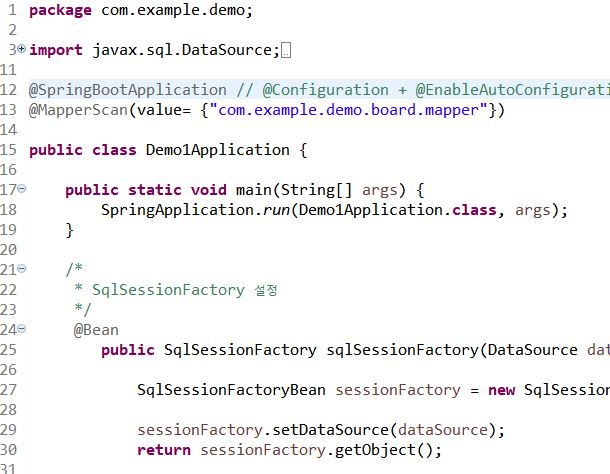 1 package com.example.demo;
2
3 import javax.sql.DataSource;
11
12 @SpringBootApplication // @Configuration + @EnableAutoConfigurati
13 @MapperScan(value= {"com.example.demo.board.mapper"})
14
15 public class Demo1Application {
16
17 public static void main(String[] args) {
18 SpringApplication.run(Demo1Application.class, args);
19 }
20
21 /*
22 * SqlSessionFactory 설정
23 */
24 @Bean
25 public SqlSessionFactory sqlSessionFactory(DataSource dat
26
27 SqlSessionFactoryBean sessionFactory = new SqlSession
28
29 sessionFactory.setDataSource(dataSource);
30 return sessionFactory.getObject();
31